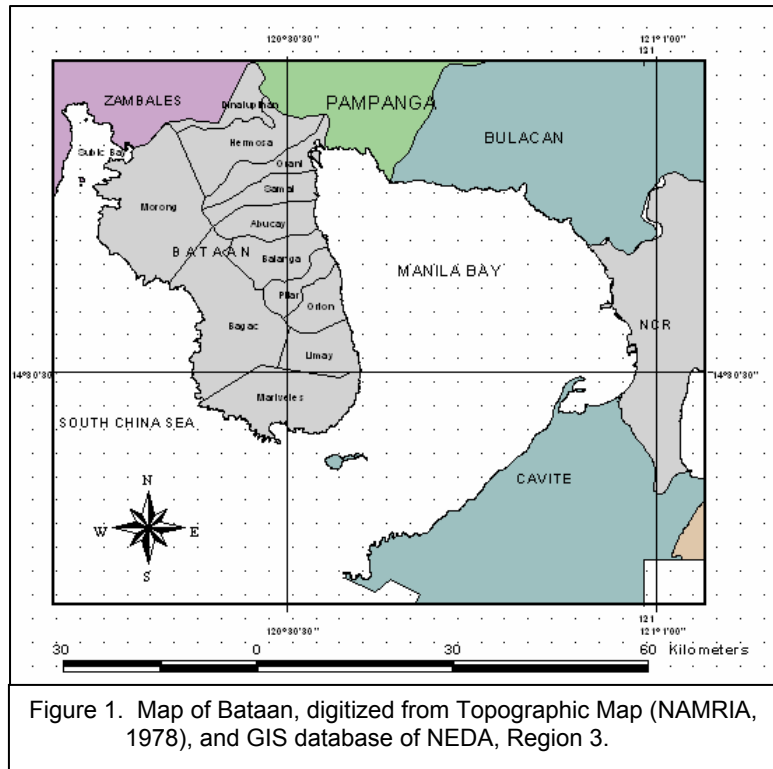 120°30'30"
121°1'00"
121
ZAMBALES
PAMPANGA
Dinalupihan
BULACAN
Hermosa
Subic Bay
Orani
Samal
Morong
Abucay
BATAAN
Balanga
MANILA BAY
Pilar
Orion
NCR
Bagac
Limay
14°30'30"
14°30'30"
Mariveles
SOUTH CHINA SEA
CAVITE
N
W
E
S
120°30'30"
121°1'00"
121
30
0
30
60
Kilometers
Figure 1. Map of Bataan, digitized from Topographic Map (NAMRIA,
1978), and GIS database of NEDA, Region 3.